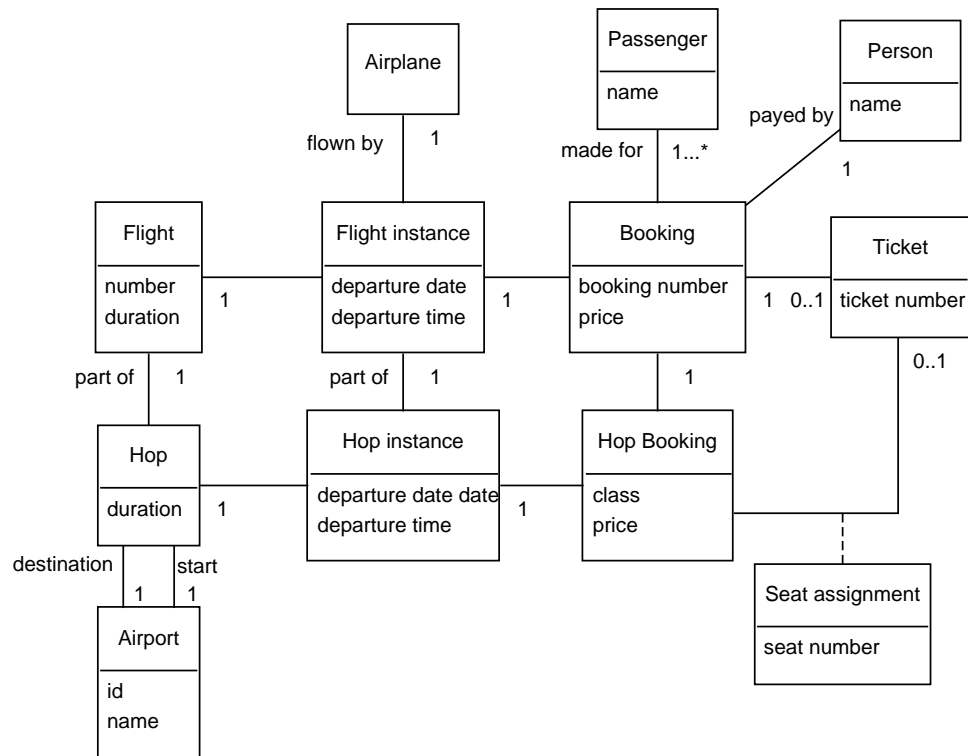 Passenger
name
Person
name
Airplane
payed by
flown by
1
made for
1...*
1
Flight
number
duration
Flight instance
departure date
departure time
Booking
booking number
price
Ticket
ticket number
1
1
1
0..1
part of
1
part of
1
1
0..1
Hop
duration
Hop instance
departure date date
departure time
Hop Booking
class
price
1
1
destination
start
1
1
Seat assignment
seat number
Airport
id
name